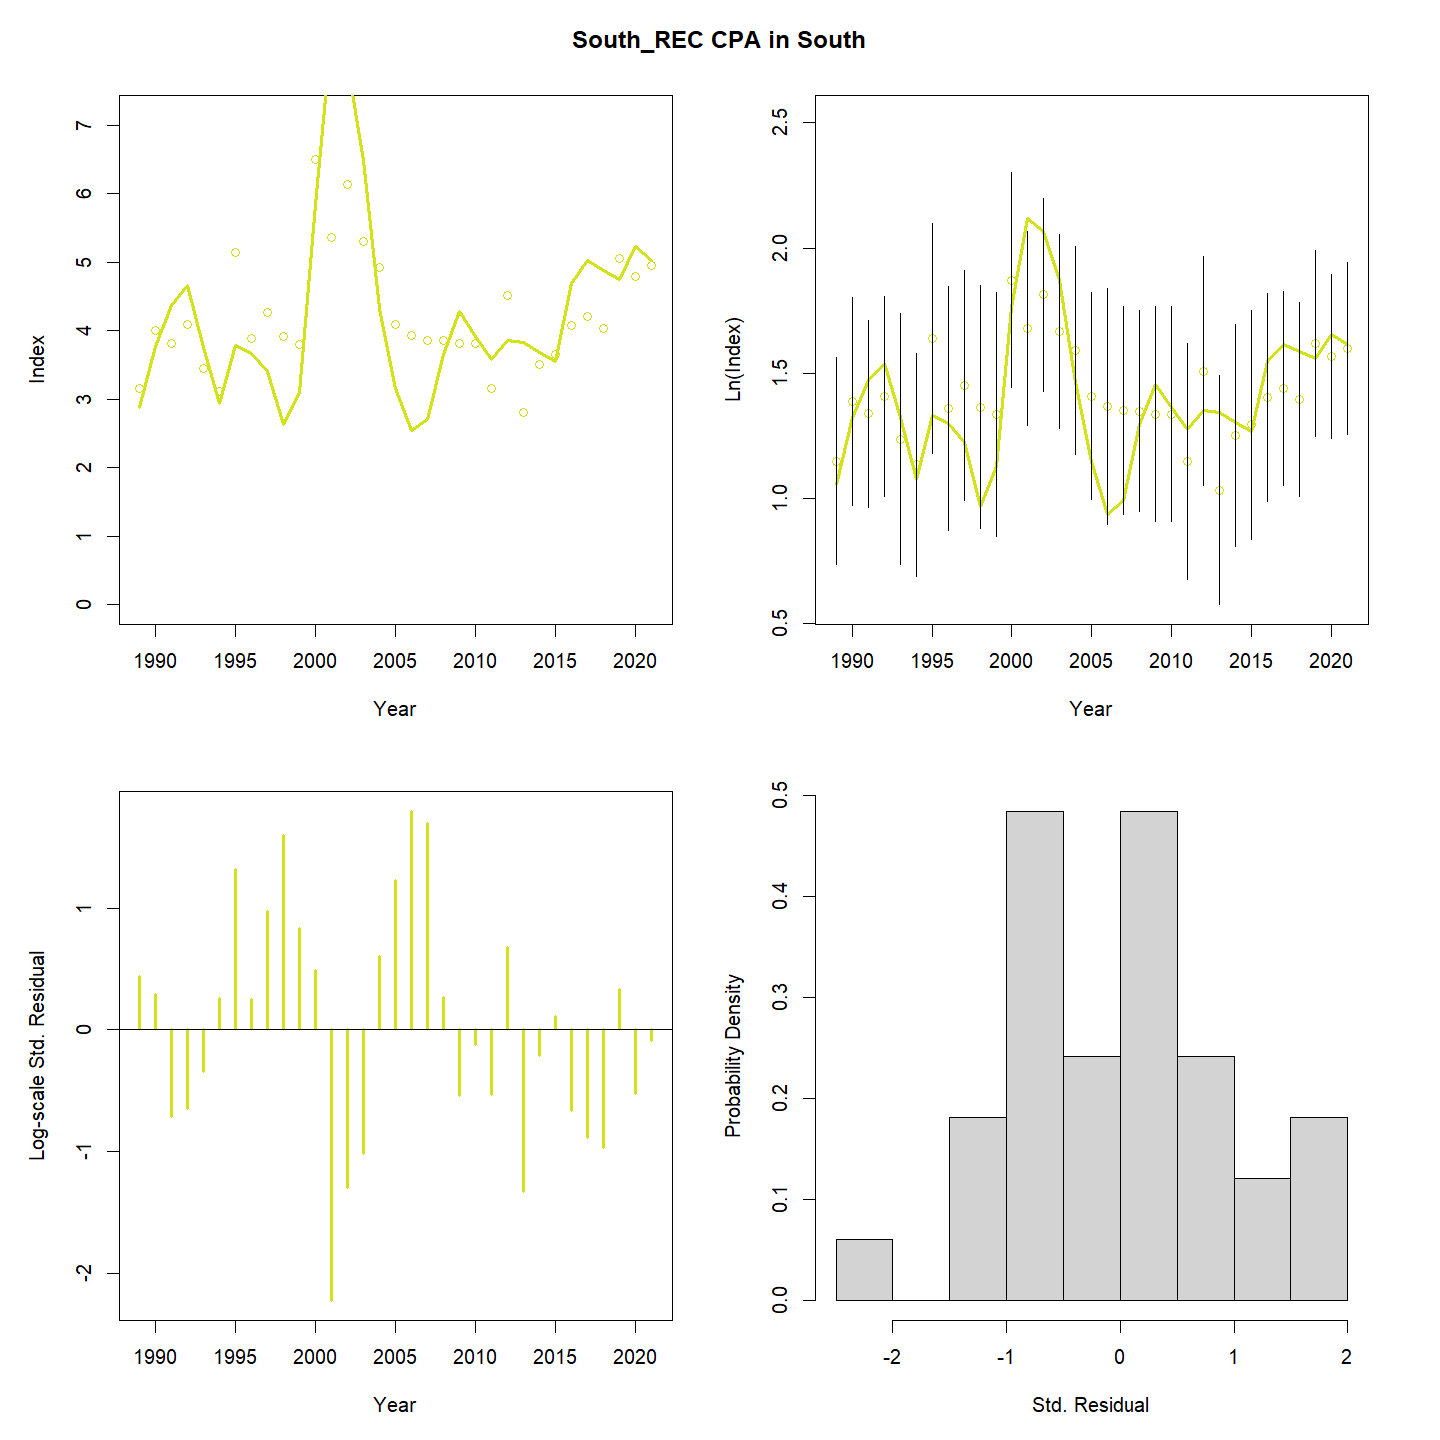 South_REC CPA in South
Index
7
6
5
4
3
2
1
0
1990 1995 2000 2005 2010 2015 2020
Year
Ln(Index)
2.5
2.0
1.5
1.0
0.5
1990 1995 2000 2005 2010 2015 2020
Year
Log-scale Std. Residual
1
0
-1
-2
1990 1995 2000 2005 2010 2015 2020
Year
Probability Density
0.5
0.4
0.3
0.2
0.1
0.0
-2 -1 0 1 2
Std. Residual